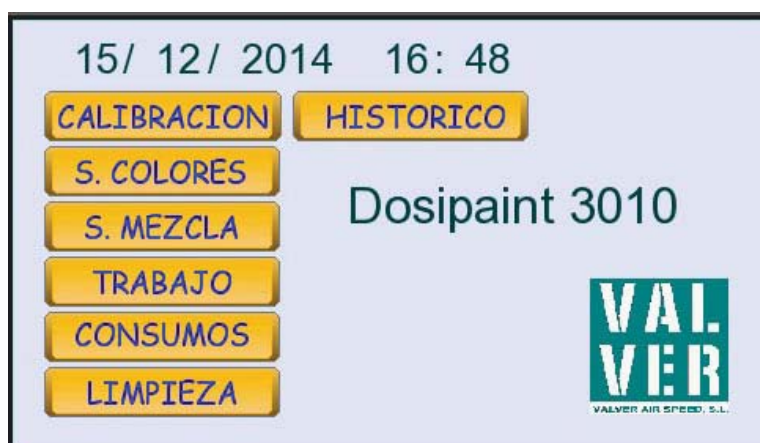 15/ 12/ 2014 16: 48
CALIBRACION HISTORICO
S. COLORES
Dosipaint 3010
S. MEZCLA
TRABAJO
CONSUMOS
LIMPIEZA
VAL
VER
VALVER AIR SPEED, S.L.